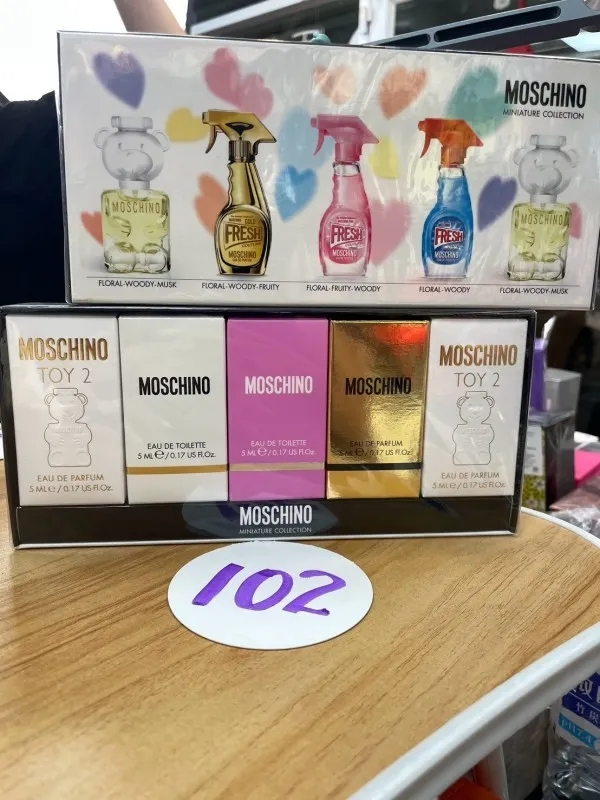 MOSCHINO
MINIATURE COLLECTION
MOSCHINO
FRESH
MOSCHINO
FRESH
MOSCHINO
FRESH
MOSCHINO
MOSCHINO
FLORAL-WOODY-MUSK
FLORAL-WOODY-FRUITY
FLORAL-FRUITY-WOODY
FLORAL-WOODY
FLORAL-WOODY-MUSK
MOSCHINO
TOY 2
EAU DE PARFUM
5 ML ℮ / 0.17 US Fl.Oz.
MOSCHINO
EAU DE TOILETTE
5 ML ℮ / 0.17 US Fl.Oz.
MOSCHINO
EAU DE TOILETTE
5 ML ℮ / 0.17 US Fl.Oz.
MOSCHINO
EAU DE PARFUM
5 ML ℮ / 0.17 US Fl.Oz.
MOSCHINO
TOY 2
EAU DE PARFUM
5 ML ℮ / 0.17 US Fl.Oz.
MOSCHINO
MINIATURE COLLECTION
102